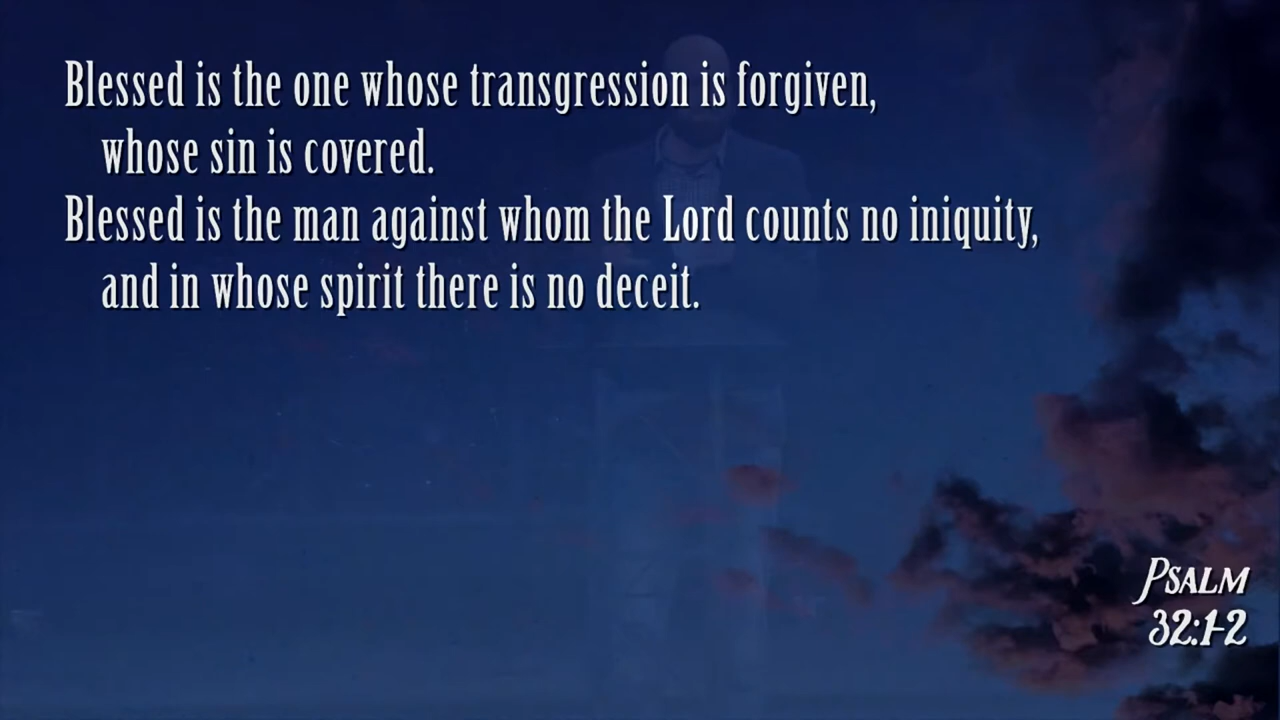 Blessed is the one whose transgression is forgiven,
whose sin is covered.
Blessed is the man against whom the Lord counts no iniquity,
and in whose spirit there is no deceit.
Psalm
32:1-2